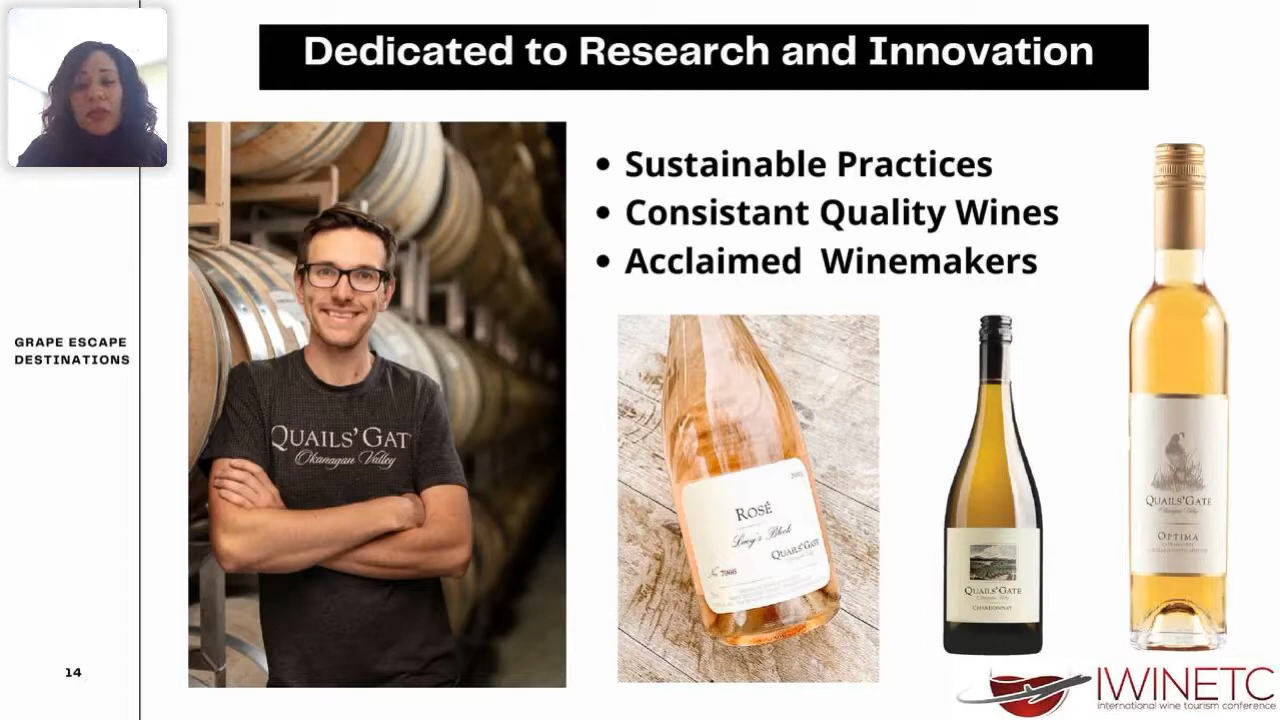 Dedicated to Research and Innovation
• Sustainable Practices
• Consistant Quality Wines
• Acclaimed Winemakers
GRAPE ESCAPE
DESTINATIONS
QUAILS' GAT
Okanagan Valley
ROSÉ
Lucy's Block
QUAILS' GATE
QUAILS' GATE
CHARDONNAY
QUAILS' GATE
OPTIMA
14
IWINETC
international wine tourism conference